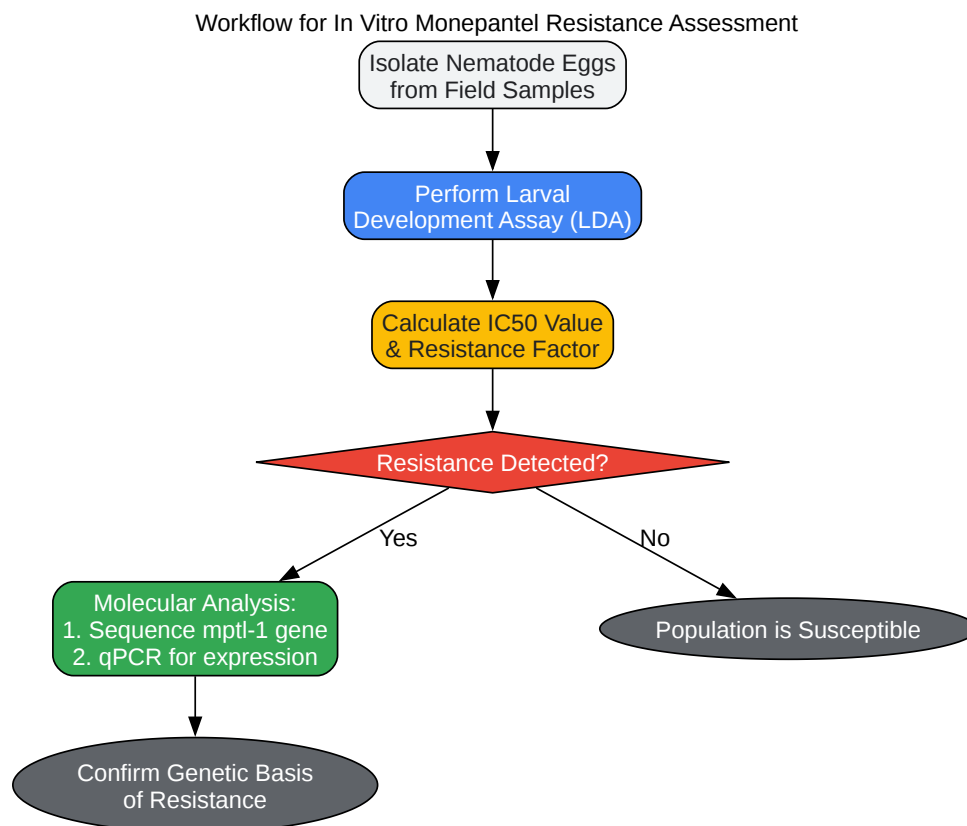 Workflow for In Vitro Monepantel Resistance Assessment
Isolate Nematode Eggs
from Field Samples
Perform Larval
Development Assay (LDA)
Calculate IC50 Value
& Resistance Factor
Resistance Detected?
Yes
No
Molecular Analysis:
1. Sequence mptl-1 gene
2. qPCR for expression
Population is Susceptible
Confirm Genetic Basis
of Resistance